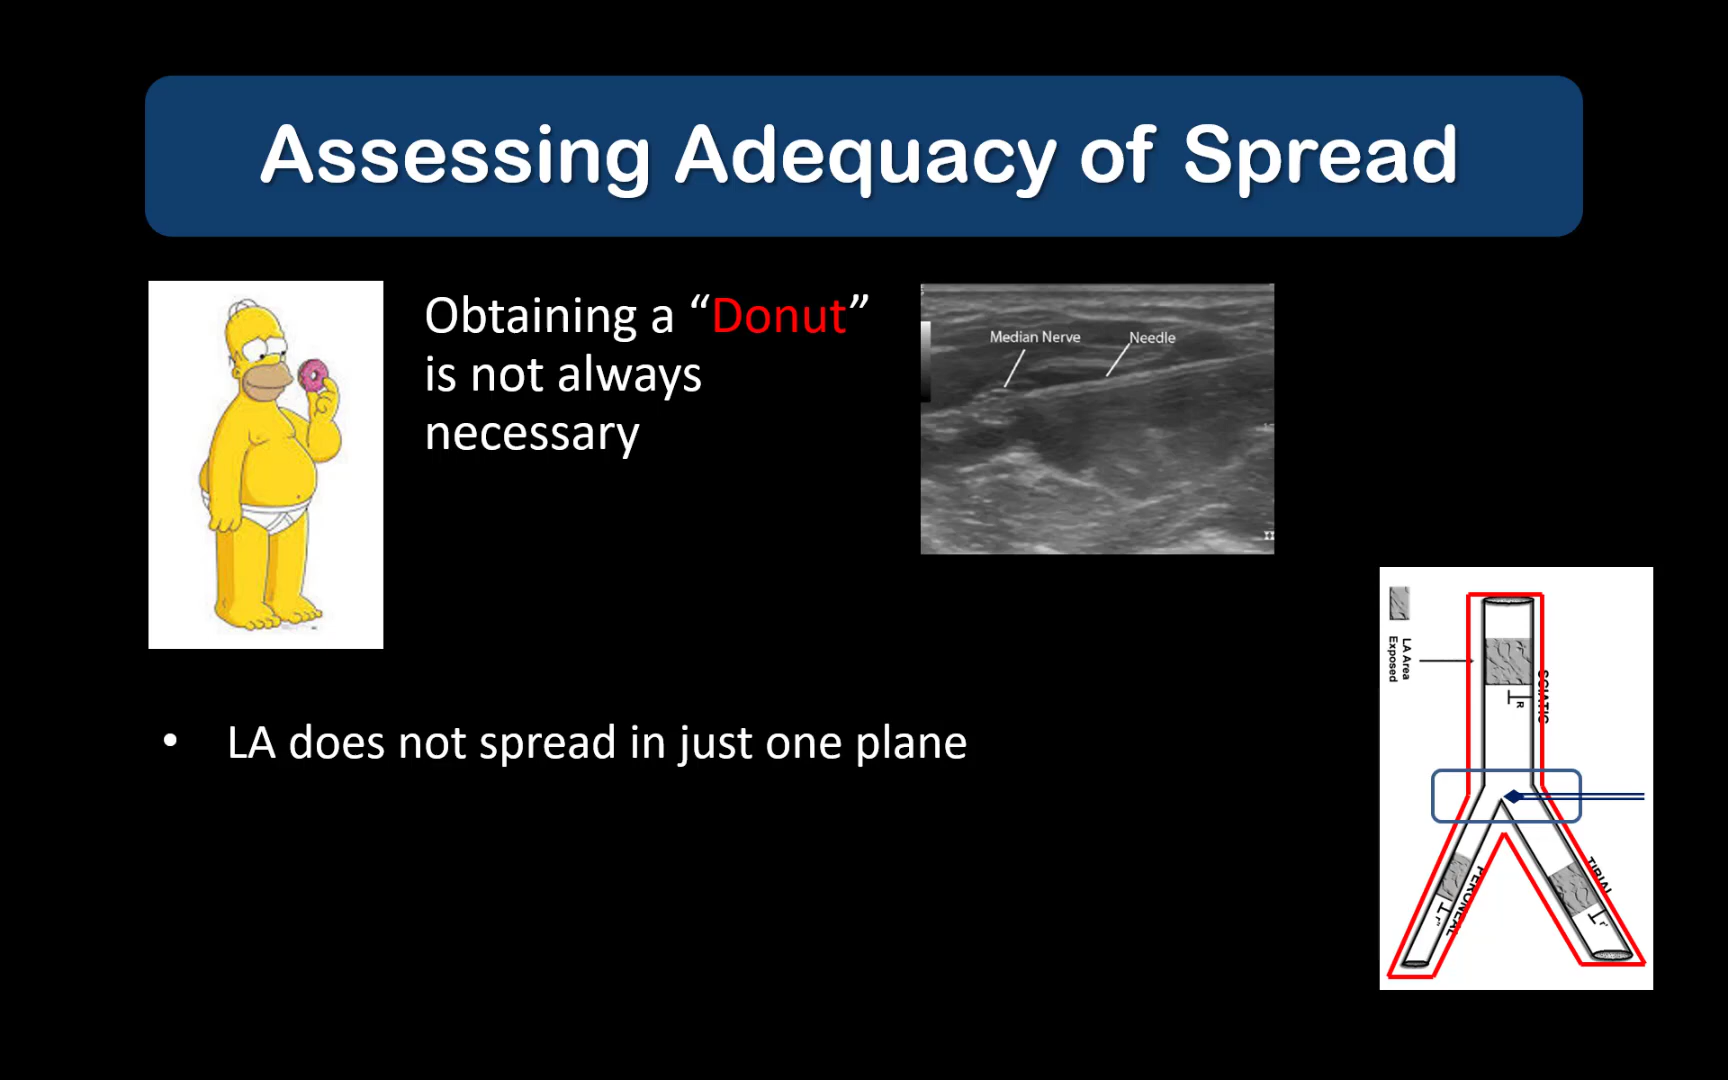 Assessing Adequacy of Spread
Obtaining a “Donut”
is not always
necessary
Median Nerve
Needle
• LA does not spread in just one plane
LA Area
Exposed
SCIATIC
R
PERONEAL
r''
TIBIAL
r'